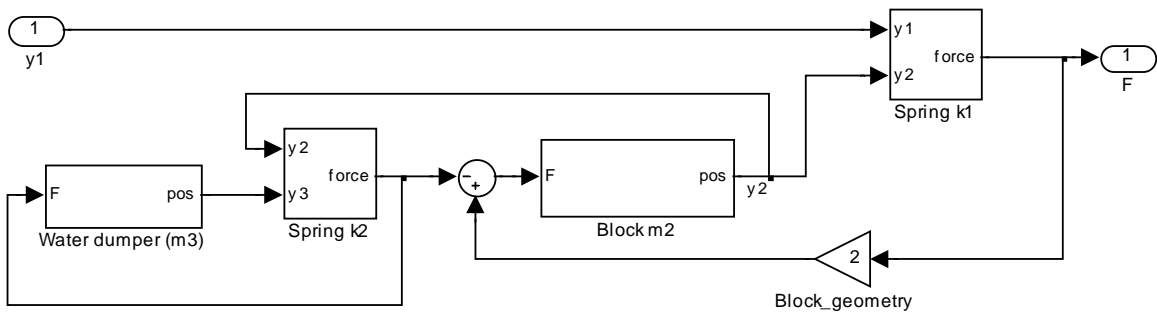 1
y1
y1
y2
force
Spring k1
1
F
F
pos
Water dumper (m3)
y2
y3
force
Spring k2
−
+
F
pos
Block m2
y2
2
Block_geometry